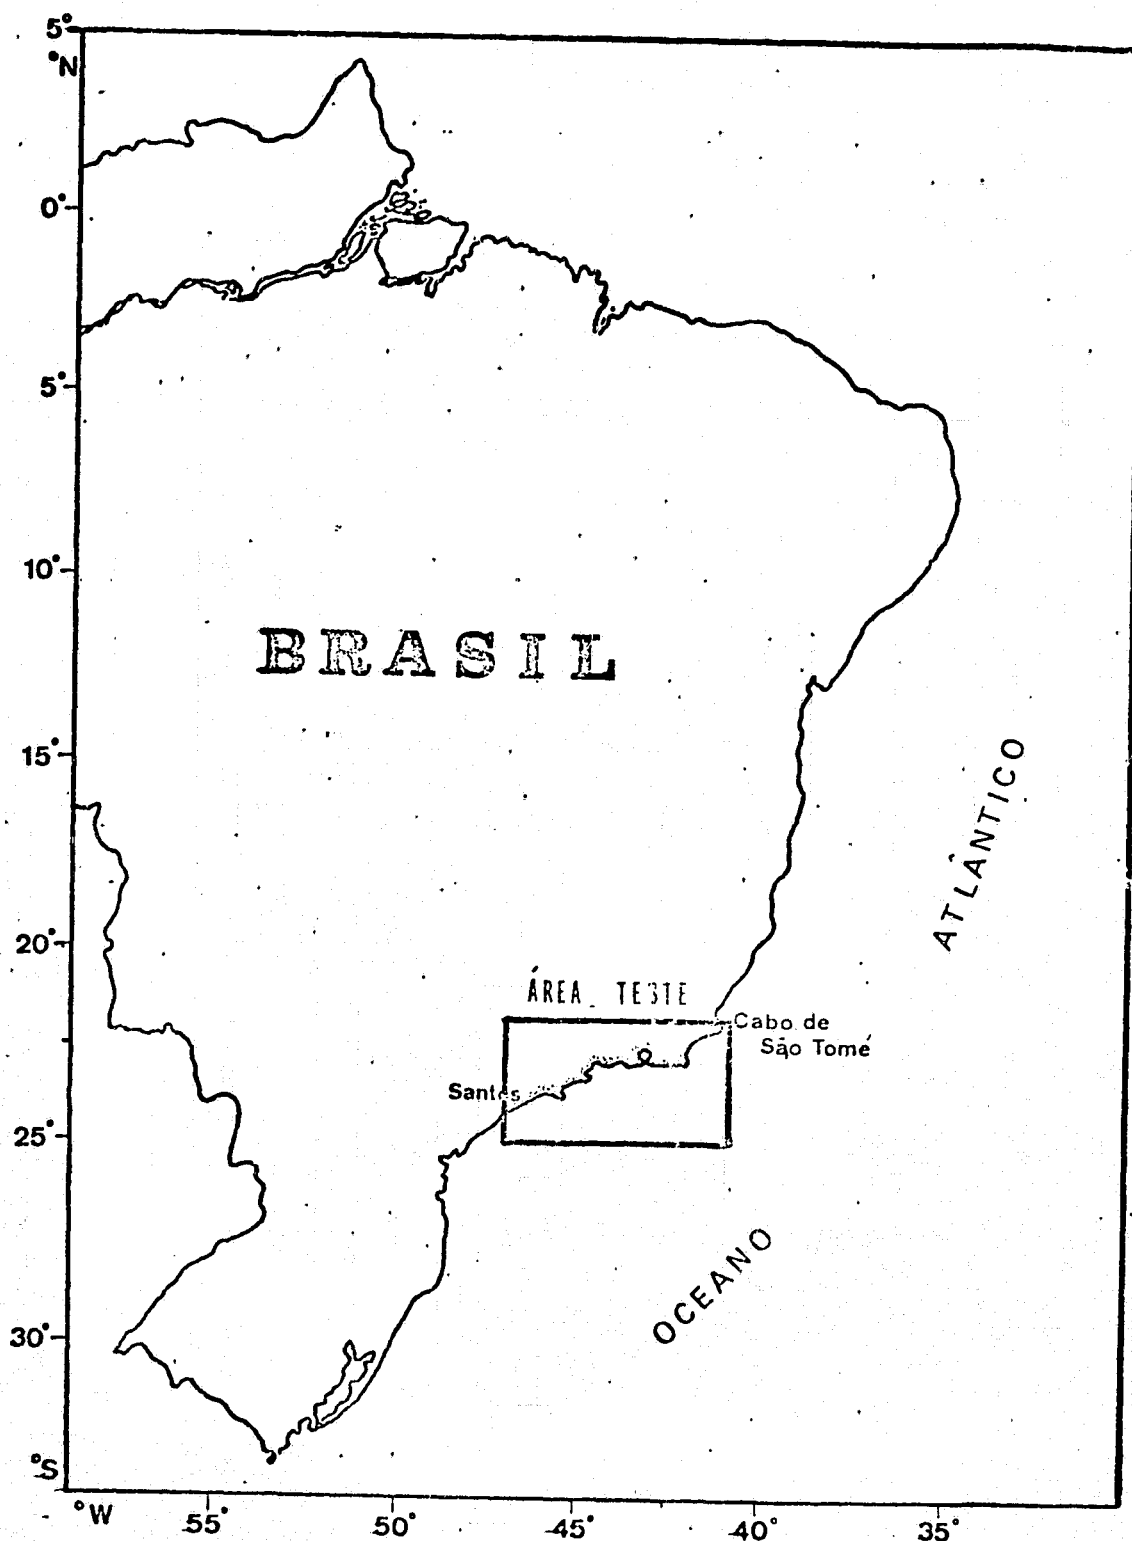 5°
°N
0°
5°
10°
BRASIL
15°
ATLÂNTICO
20°
ÁREA TESTE
Cabo de
São Tomé
Santos
25°
OCEANO
30°
°S
°W
55°
50°
45°
40°
35°